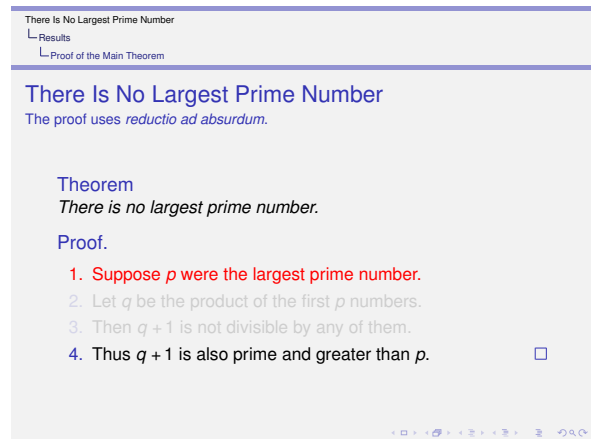 There Is No Largest Prime Number
Results
Proof of the Main Theorem
There Is No Largest Prime Number
The proof uses reductio ad absurdum.
Theorem
There is no largest prime number.
Proof.
1. Suppose p were the largest prime number.
2. Let q be the product of the first p numbers.
3. Then q + 1 is not divisible by any of them.
4. Thus q + 1 is also prime and greater than p. □